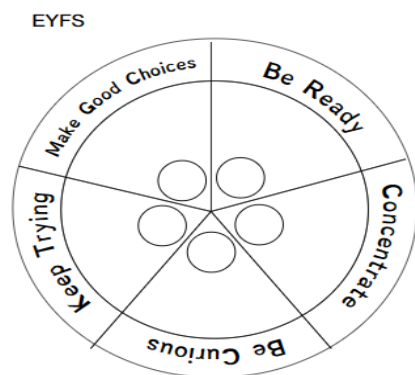 EYFS
Make Good Choices
Be Ready
Concentrate
Be Curious
Keep Trying